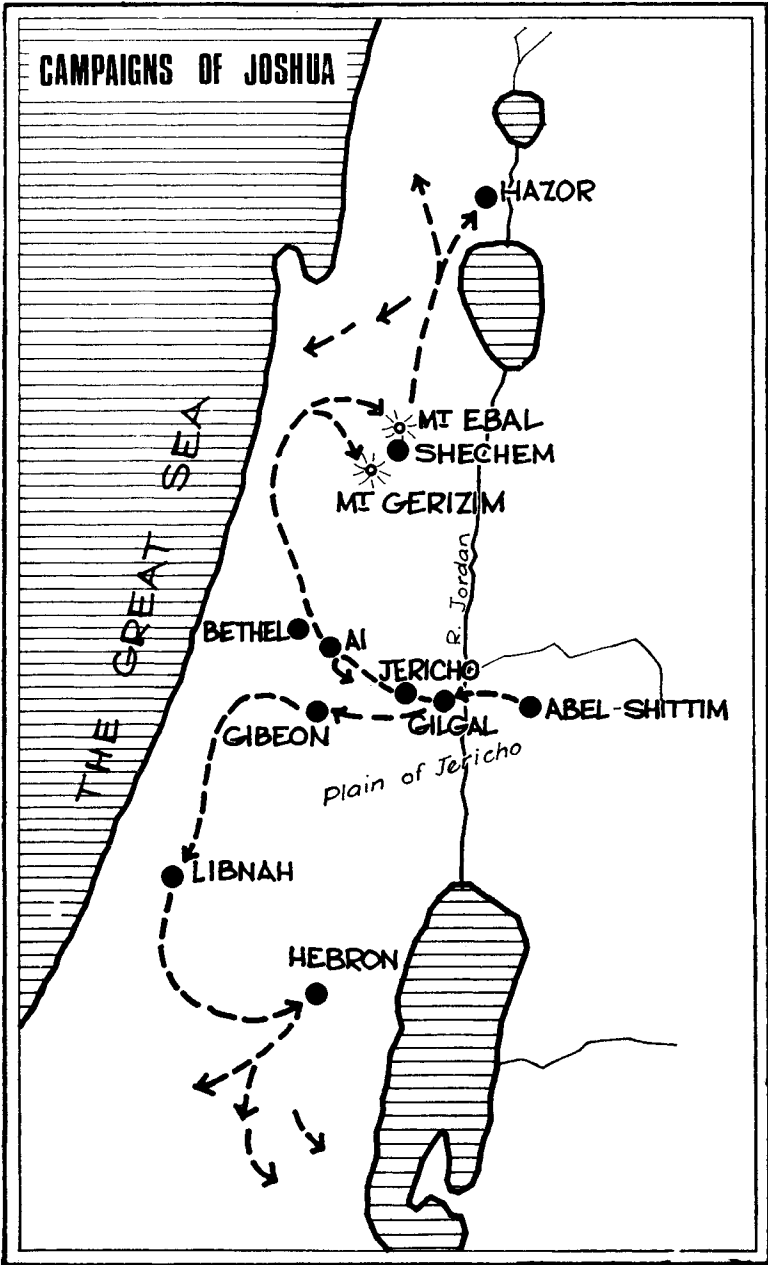 CAMPAIGNS OF JOSHUA
HAZOR
MT EBAL
SHECHEM
MT GERIZIM
THE GREAT SEA
R. Jordan
BETHEL
AI
JERICHO
ABEL-SHITTIM
GILGAL
GIBEON
Plain of Jericho
LIBNAH
HEBRON